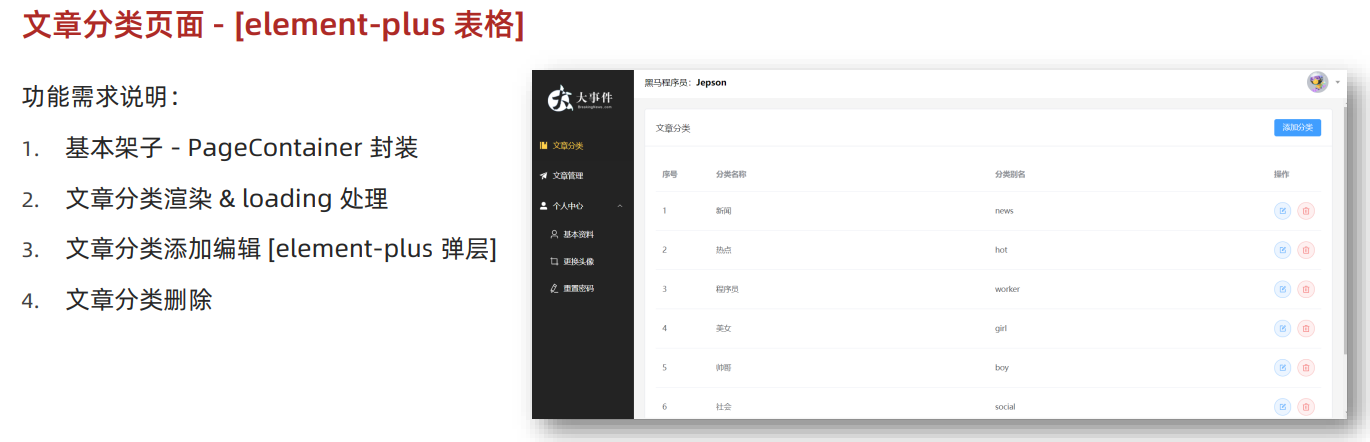 文章分类页面 - [element-plus 表格]
功能需求说明：
1. 基本架子 - PageContainer 封装
2. 文章分类渲染 & loading 处理
3. 文章分类添加编辑 [element-plus 弹层]
4. 文章分类删除
大事件
黑马程序员：Jepson
文章分类
文章管理
个人中心
基本资料
更换头像
重置密码
文章分类
添加分类
序号 分类名称 分类别名 操作
1 新闻 news
2 热点 hot
3 程序员 worker
4 美女 girl
5 帅哥 boy
6 社会 social